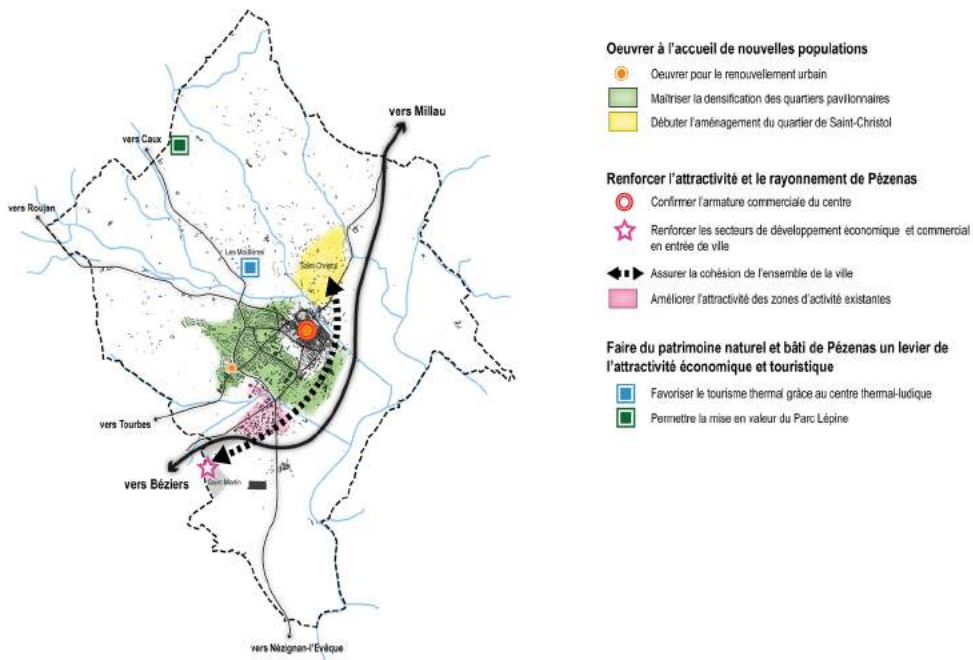 vers Millau
vers Caux
vers Roujan
Les Moulières
Saint-Christol
vers Tourbes
vers Béziers
Saint Martin
vers Nézignan-l'Evêque
Oeuvrer à l'accueil de nouvelles populations
Oeuvrer pour le renouvellement urbain
Maîtriser la densification des quartiers pavillonnaires
Débuter l'aménagement du quartier de Saint-Christol
Renforcer l'attractivité et le rayonnement de Pézenas
Confirmer l'armature commerciale du centre
Renforcer les secteurs de développement économique et commercial
en entrée de ville
Assurer la cohésion de l'ensemble de la ville
Améliorer l'attractivité des zones d'activité existantes
Faire du patrimoine naturel et bâti de Pézenas un levier de
l'attractivité économique et touristique
Favoriser le tourisme thermal grâce au centre thermal-ludique
Permettre la mise en valeur du Parc Lépine